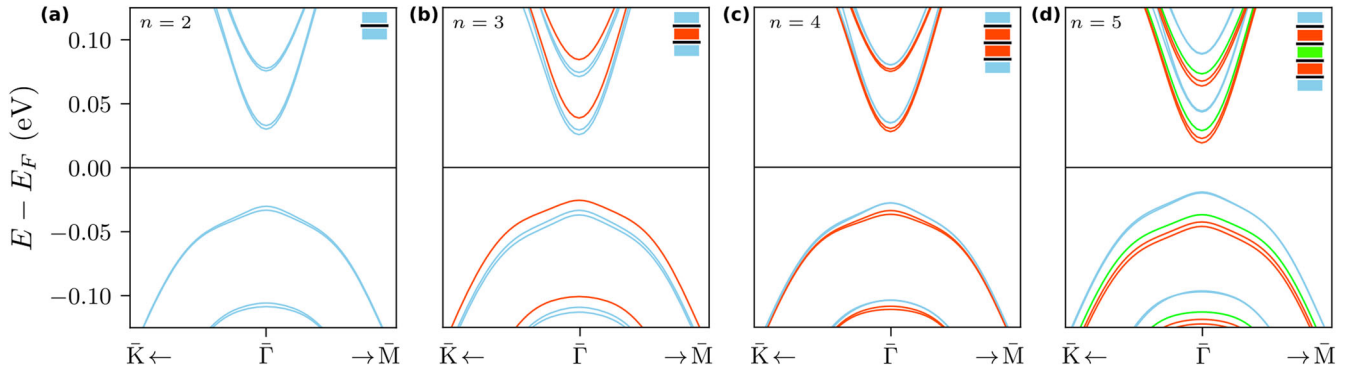 (a) n = 2
(b) n = 3
(c) n = 4
(d) n = 5
E − E_F (eV)
0.10
0.05
0.00
−0.05
−0.10
K̄ ← Γ̄ → M̄
K̄ ← Γ̄ → M̄
K̄ ← Γ̄ → M̄
K̄ ← Γ̄ → M̄